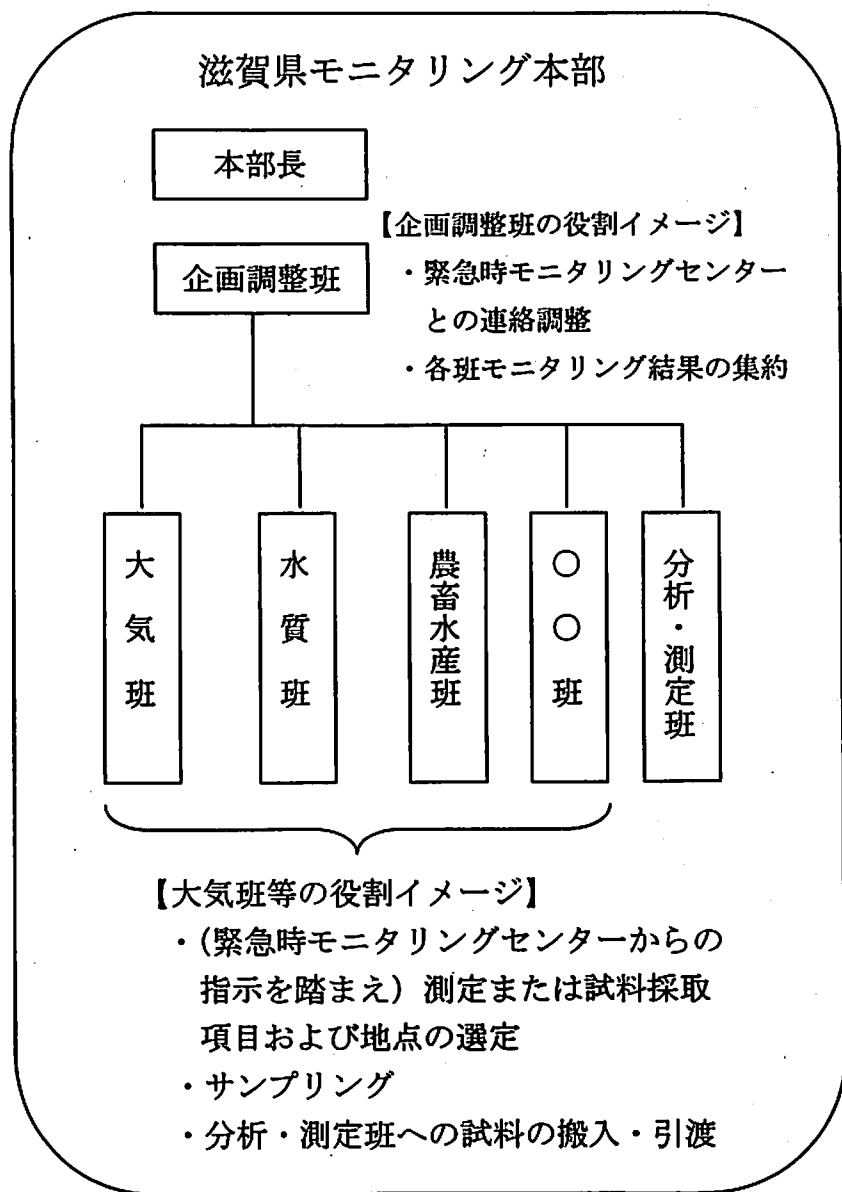 滋賀県モニタリング本部
本部長
企画調整班
【企画調整班の役割イメージ】
・緊急時モニタリングセンター
との連絡調整
・各班モニタリング結果の集約
大気班
水質班
農畜水産班
〇〇班
分析・測定班
【大気班等の役割イメージ】
・(緊急時モニタリングセンターからの
指示を踏まえ）測定または試料採取
項目および地点の選定
・サンプリング
・分析・測定班への試料の搬入・引渡